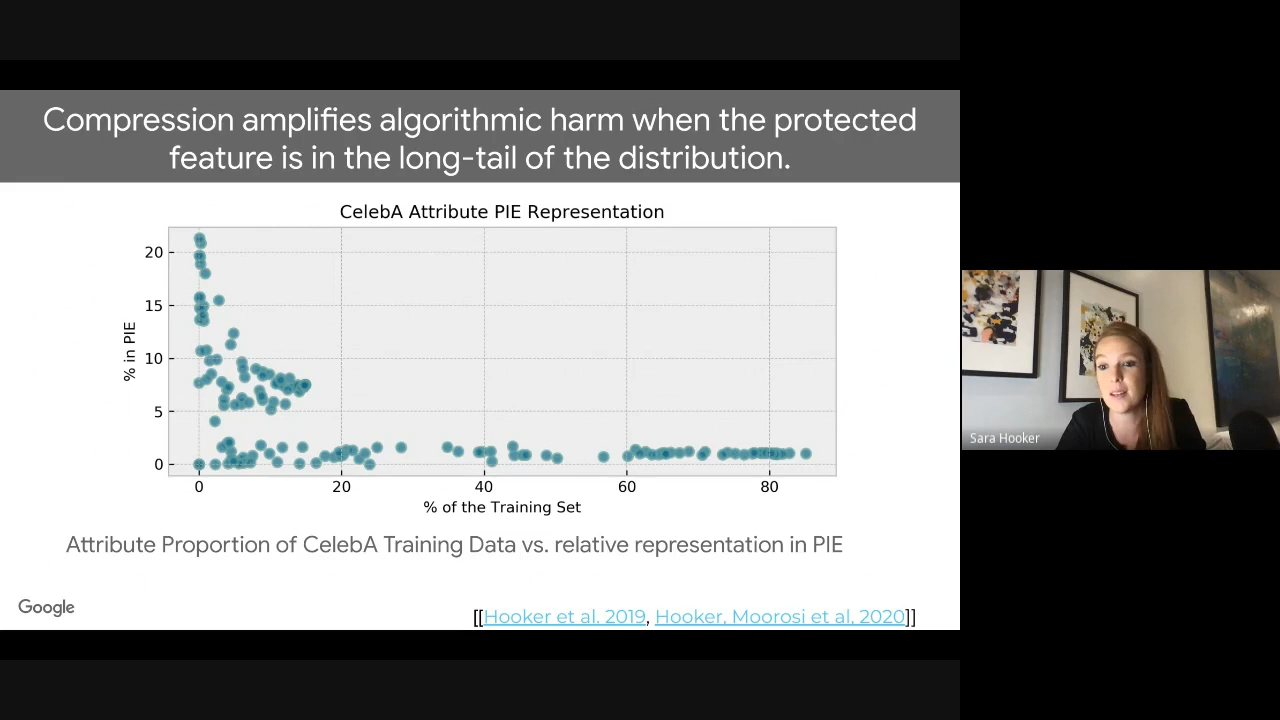 Compression amplifies algorithmic harm when the protected
feature is in the long-tail of the distribution.
CelebA Attribute PIE Representation
% in PIE
20
15
10
5
0
0 20 40 60 80
% of the Training Set
Attribute Proportion of CelebA Training Data vs. relative representation in PIE
Google
[[Hooker et al. 2019, Hooker, Moorosi et al, 2020]]
Sara Hooker